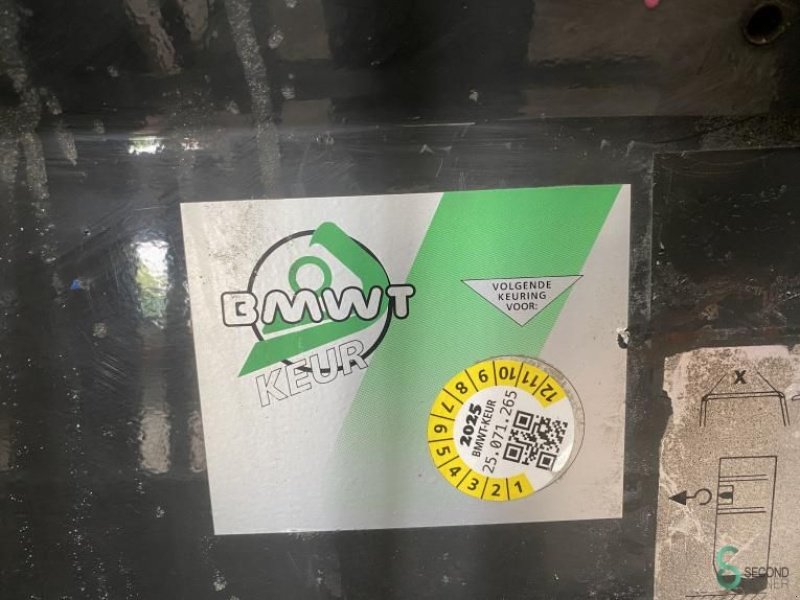 BMWT
KEUR
VOLGENDE
KEURING
VOOR:
1 2 3 4 5 6 7 8 9 10 11 12
2025
BMWT-KEUR
25.071.265
X
SECOND